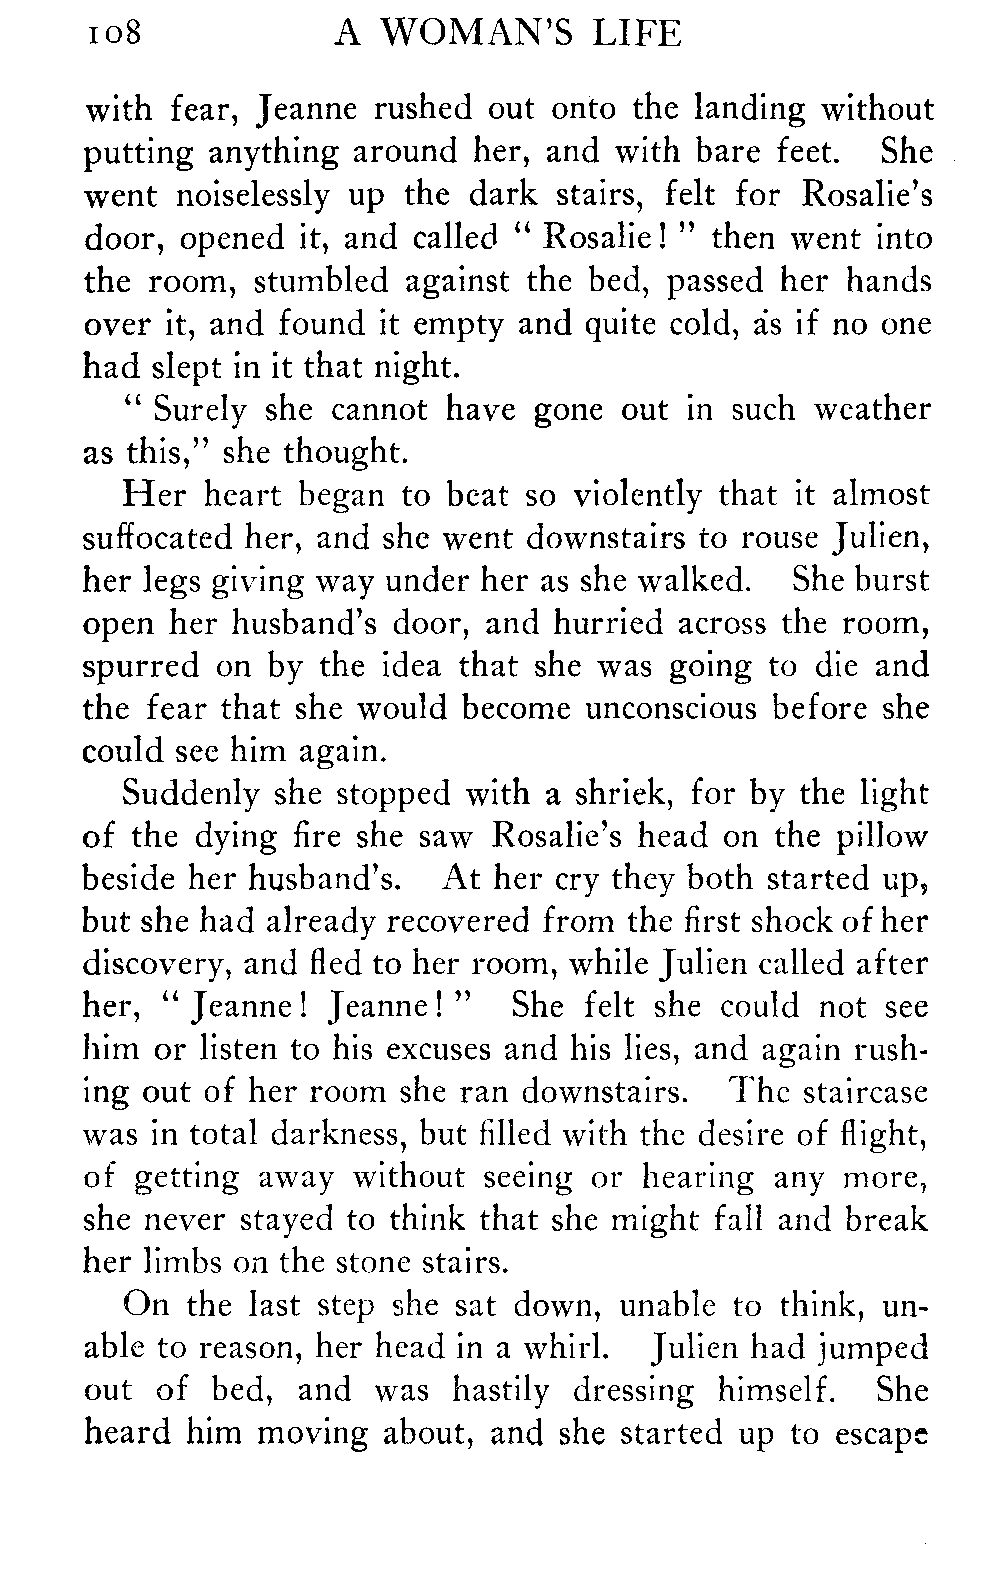 108 A WOMAN'S LIFE
with fear, Jeanne rushed out onto the landing without
putting anything around her, and with bare feet. She
went noiselessly up the dark stairs, felt for Rosalie's
door, opened it, and called " Rosalie! " then went into
the room, stumbled against the bed, passed her hands
over it, and found it empty and quite cold, as if no one
had slept in it that night.
" Surely she cannot have gone out in such weather
as this," she thought.
Her heart began to beat so violently that it almost
suffocated her, and she went downstairs to rouse Julien,
her legs giving way under her as she walked. She burst
open her husband's door, and hurried across the room,
spurred on by the idea that she was going to die and
the fear that she would become unconscious before she
could see him again.
Suddenly she stopped with a shriek, for by the light
of the dying fire she saw Rosalie's head on the pillow
beside her husband's. At her cry they both started up,
but she had already recovered from the first shock of her
discovery, and fled to her room, while Julien called after
her, " Jeanne! Jeanne! " She felt she could not see
him or listen to his excuses and his lies, and again rush-
ing out of her room she ran downstairs. The staircase
was in total darkness, but filled with the desire of flight,
of getting away without seeing or hearing any more,
she never stayed to think that she might fall and break
her limbs on the stone stairs.
On the last step she sat down, unable to think, un-
able to reason, her head in a whirl. Julien had jumped
out of bed, and was hastily dressing himself. She
heard him moving about, and she started up to escape